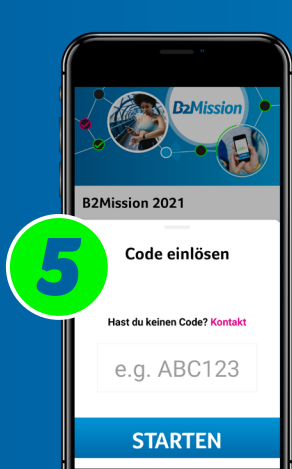 B2Mission
B2Mission 2021
5
Code einlösen
Hast du keinen Code? Kontakt
e.g. ABC123
STARTEN